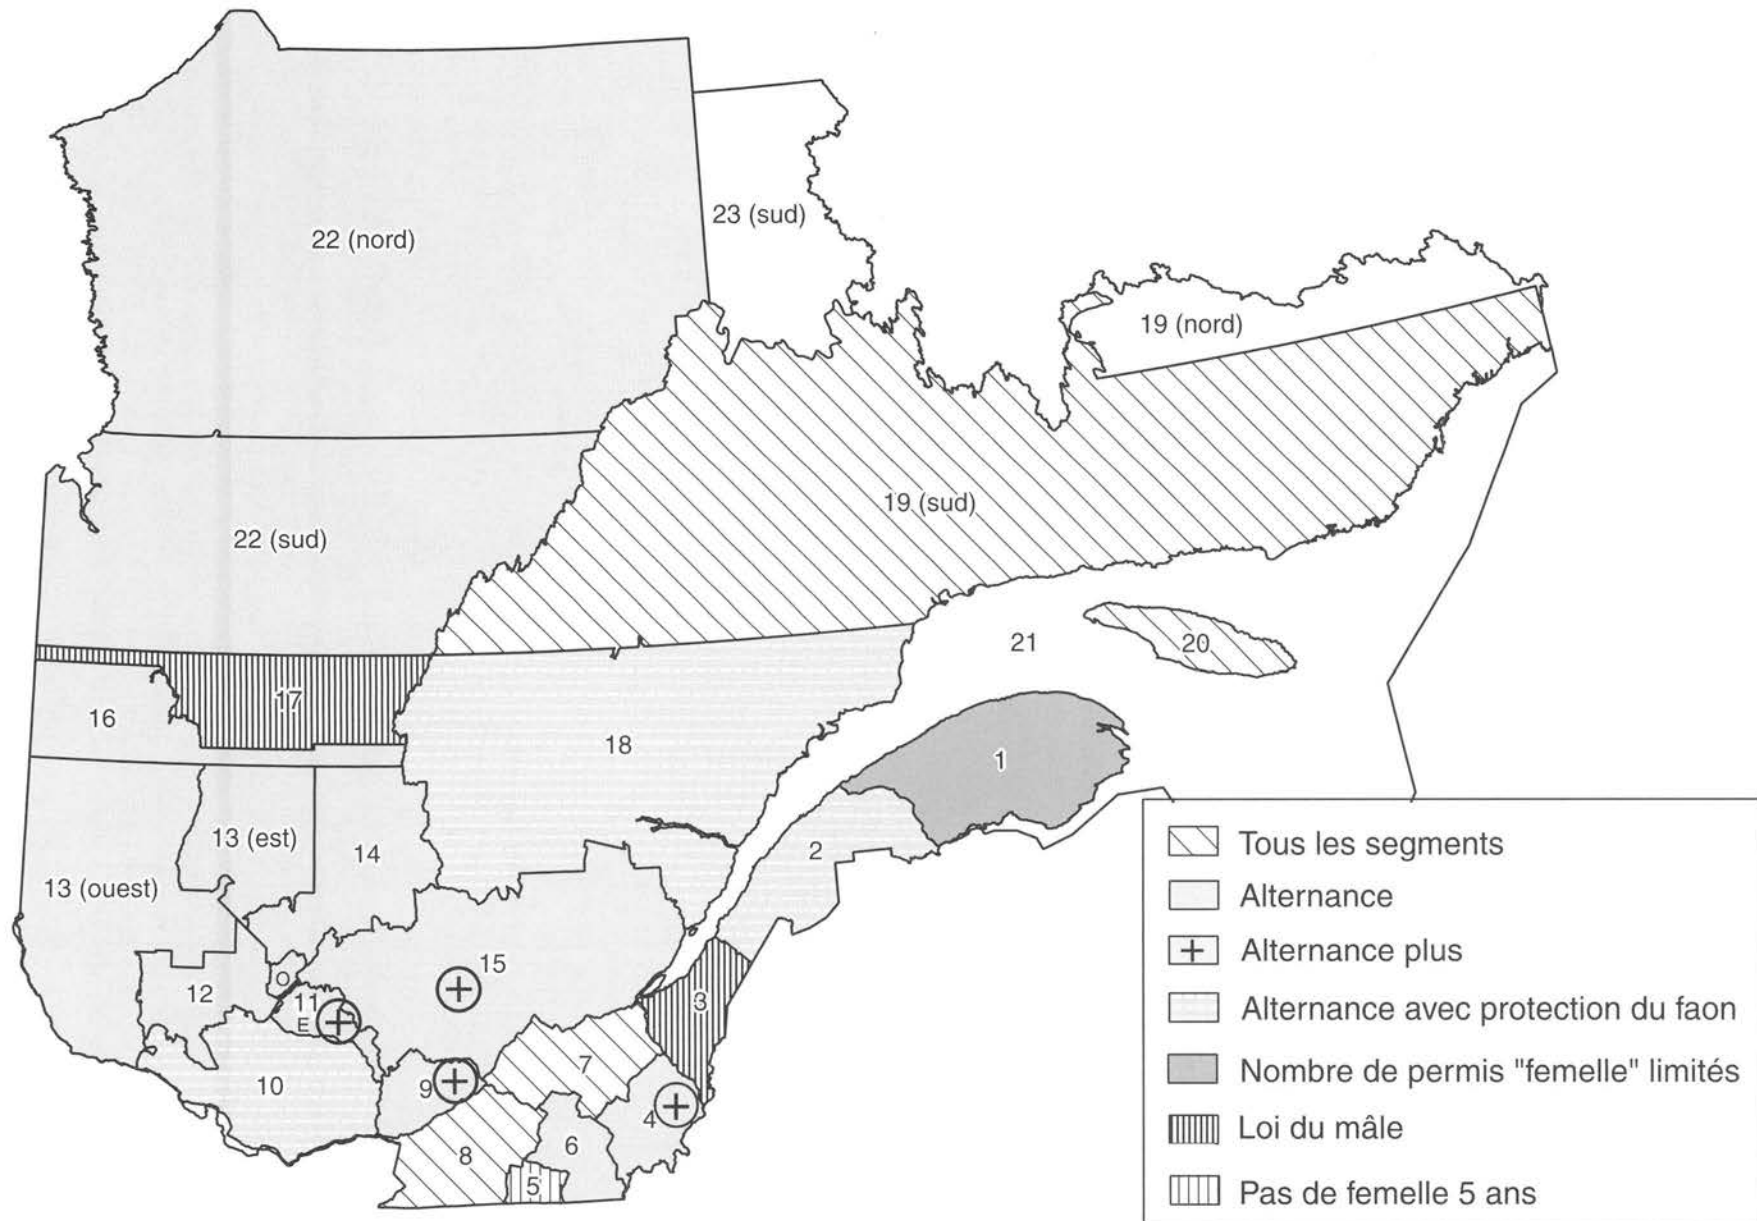 22 (nord)
23 (sud)
19 (nord)
19 (sud)
22 (sud)
21
20
17
16
18
1
13 (est)
14
2
13 (ouest)
15
O
12
11
E
3
7
10
9
4
6
8
5
Tous les segments
Alternance
+ Alternance plus
Alternance avec protection du faon
Nombre de permis "femelle" limités
Loi du mâle
Pas de femelle 5 ans